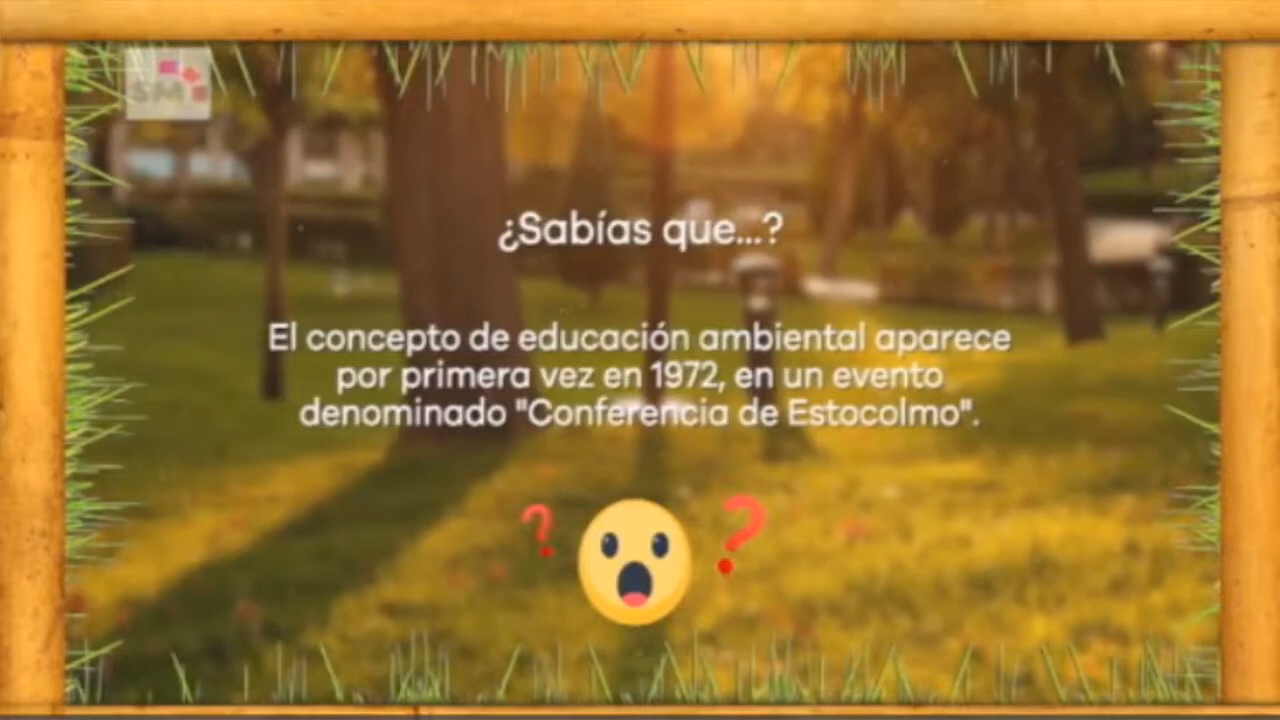 SM
¿Sabías que...?
El concepto de educación ambiental aparece
por primera vez en 1972, en un evento
denominado "Conferencia de Estocolmo".